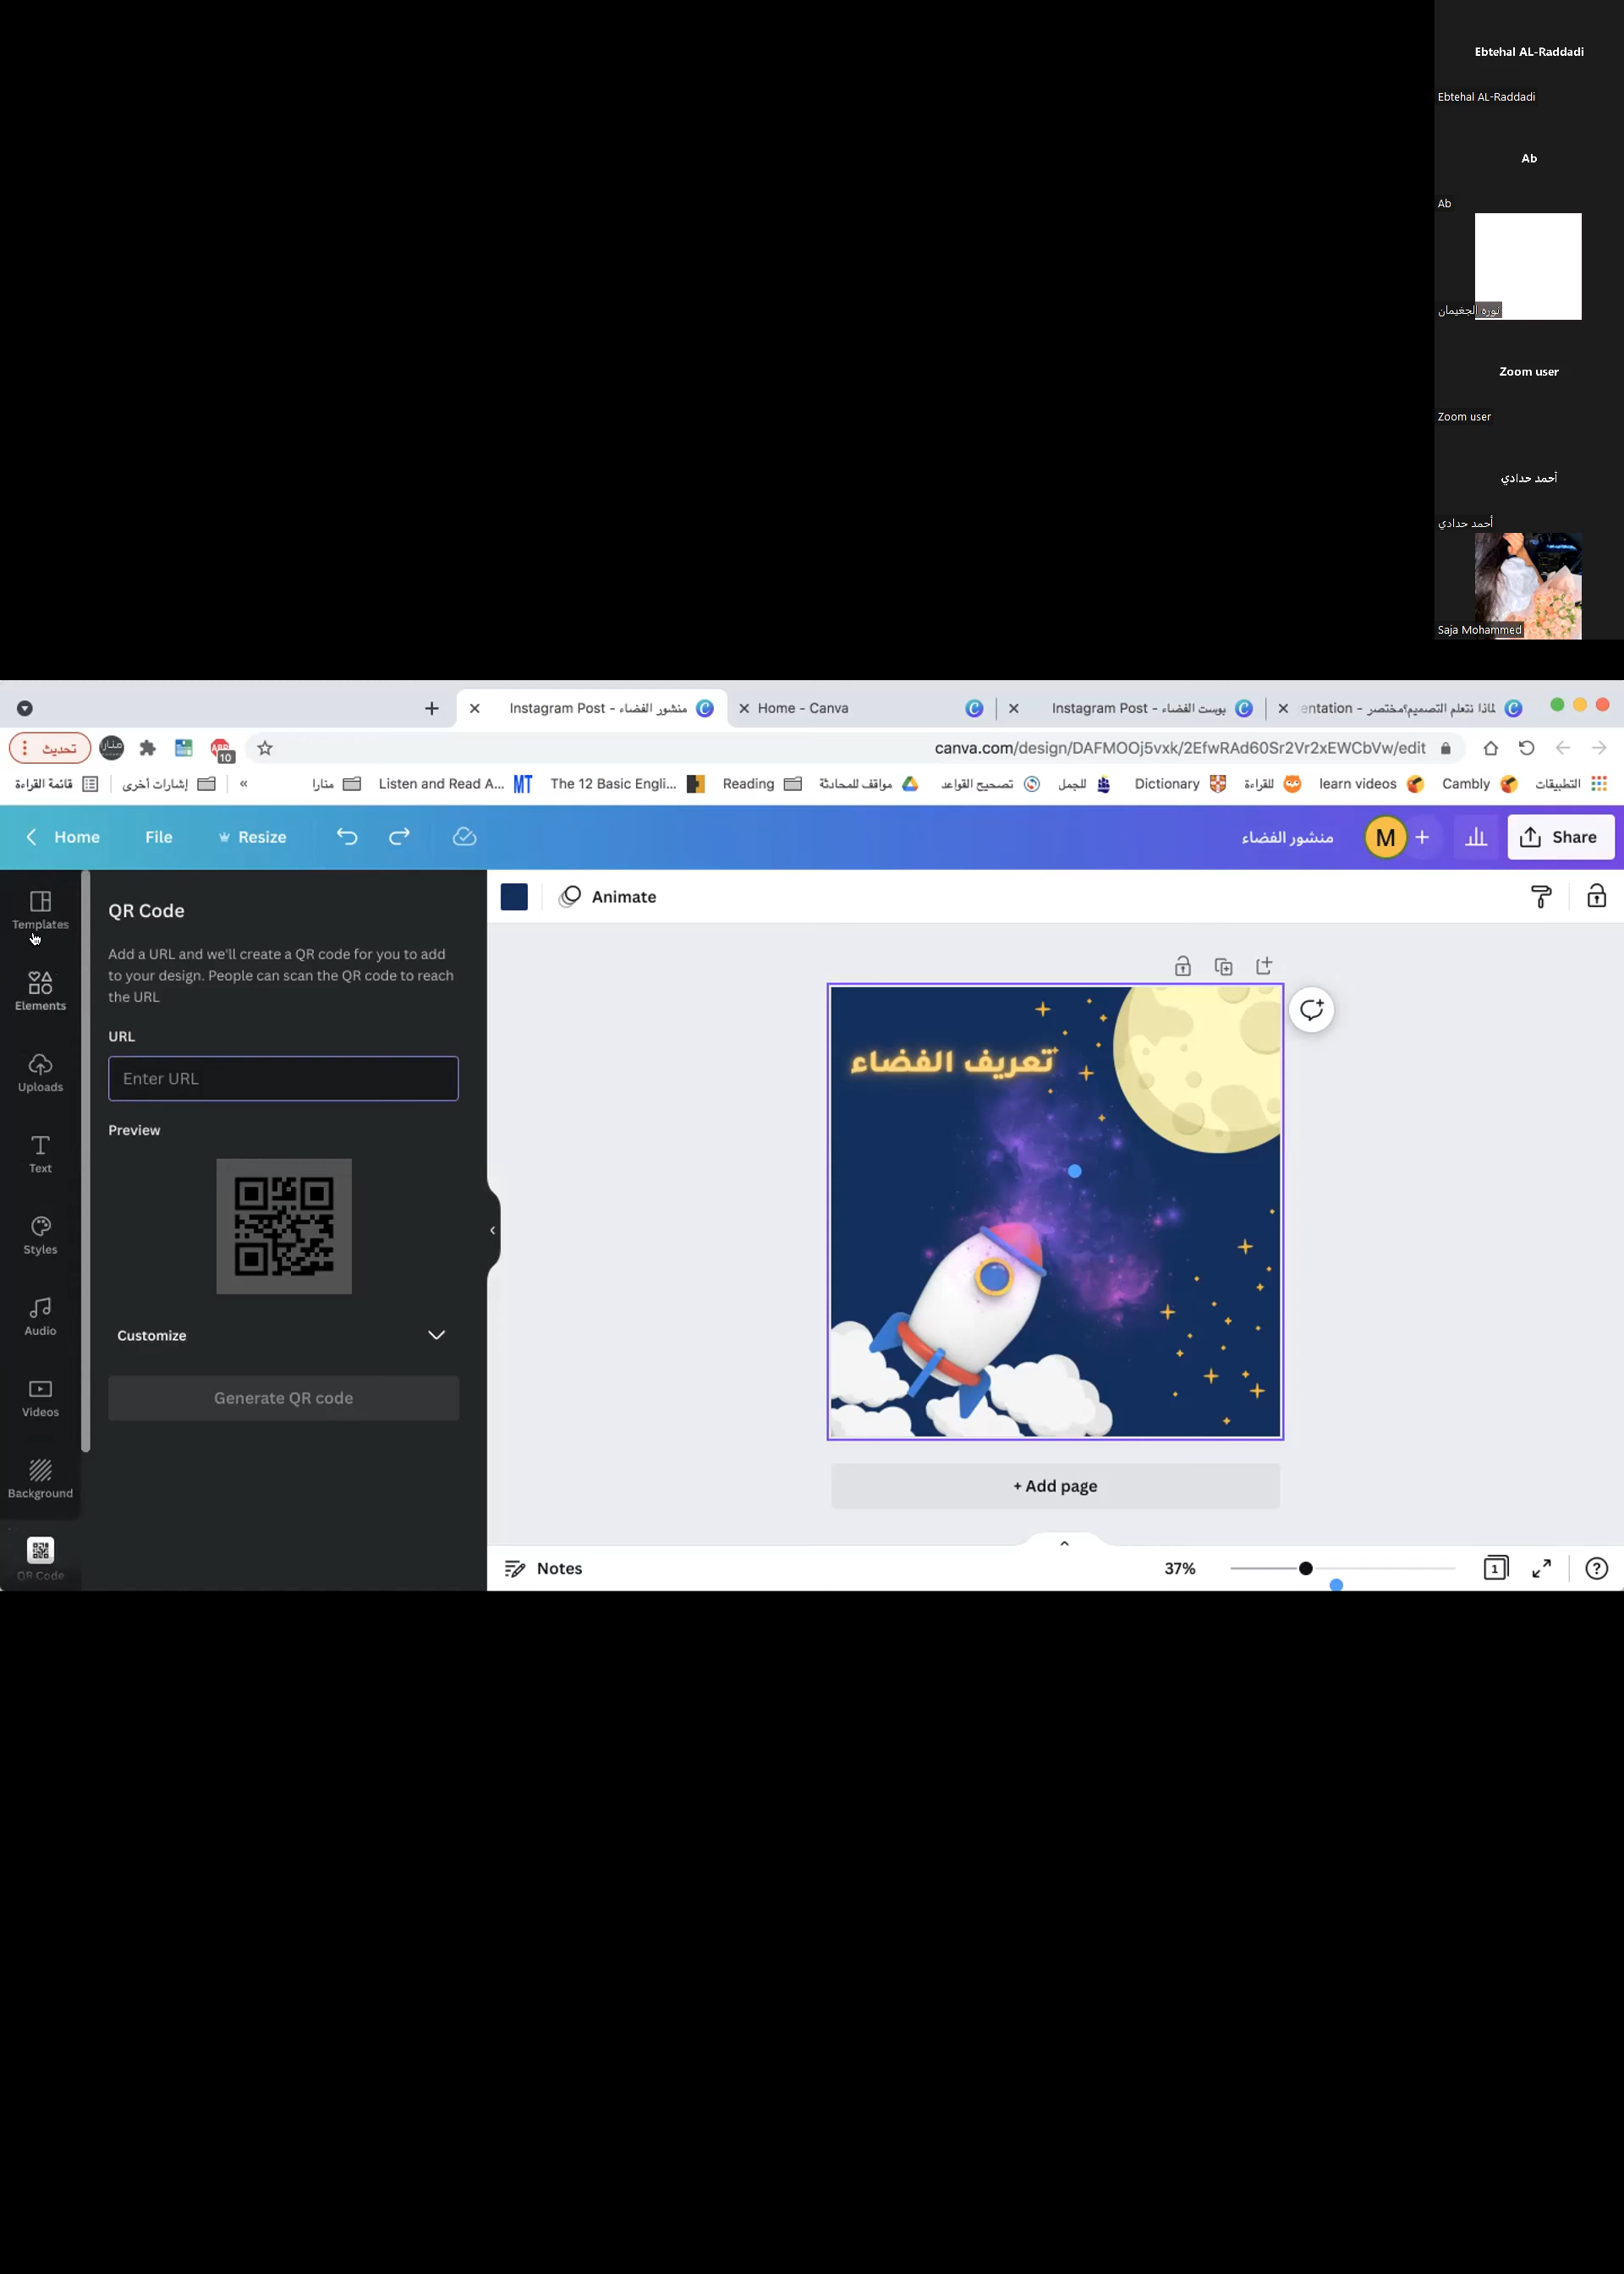 Ebtehal AL-Raddadi
Ebtehal AL-Raddadi
Ab
Ab
نوره الجغيمان
Zoom user
Zoom user
أحمد حدادي
أحمد حدادي
Saja Mohammed
Instagram Post - منشور الفضاء
Home - Canva
Instagram Post - بوست الفضاء
entation - لماذا نتعلم التصميم؟مختصر
تحديث
منار
ABP
10
canva.com/design/DAFMOOj5vxk/2EfwRAd60Sr2Vr2xEWCbVw/edit
قائمة القراءة
إشارات أخرى
»
منارا
Listen and Read A...
MT
The 12 Basic Engli...
Reading
مواقف للمحادثة
تصحيح القواعد
للجمل
Dictionary
للقراءة
learn videos
Cambly
التطبيقات
Home
File
Resize
منشور الفضاء
M
+
Share
Templates
Elements
Uploads
Text
Styles
Audio
Videos
Background
QR Code
QR Code
Add a URL and we'll create a QR code for you to add
to your design. People can scan the QR code to reach
the URL
URL
Enter URL
Preview
Customize
Generate QR code
Animate
تعريف الفضاء
+ Add page
Notes
37%
1